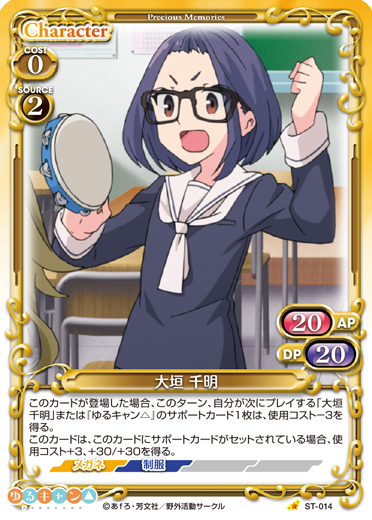 Precious Memories
Character
COST
0
SOURCE
2
20 AP
DP 20
大垣 千明
このカードが登場した場合、このターン、自分が次にプレイする「大垣
千明」または『ゆるキャン△』のサポートカード1枚は、使用コスト−3を
得る。
このカードは、このカードにサポートカードがセットされている場合、使
用コスト+3、+30/+30を得る。
メガネ 制服
ゆるキャン△
©あfろ・芳文社/野外活動サークル
ST-014